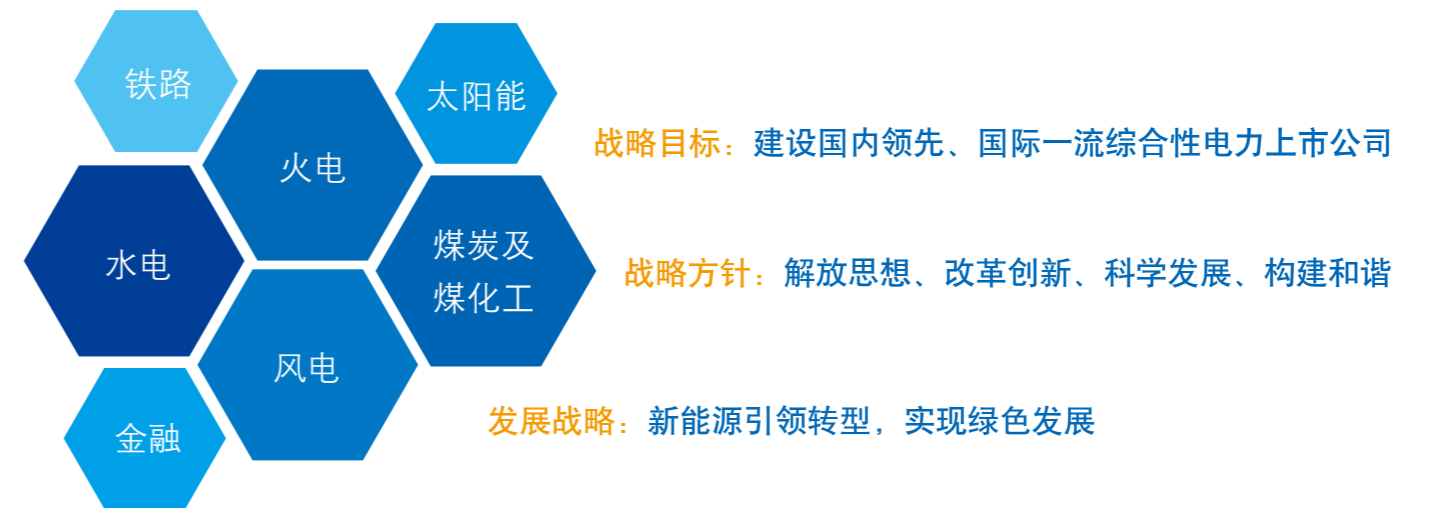 铁路
太阳能
火电
战略目标：建设国内领先、国际一流综合性电力上市公司
水电
煤炭及
煤化工
战略方针：解放思想、改革创新、科学发展、构建和谐
风电
金融
发展战略：新能源引领转型，实现绿色发展